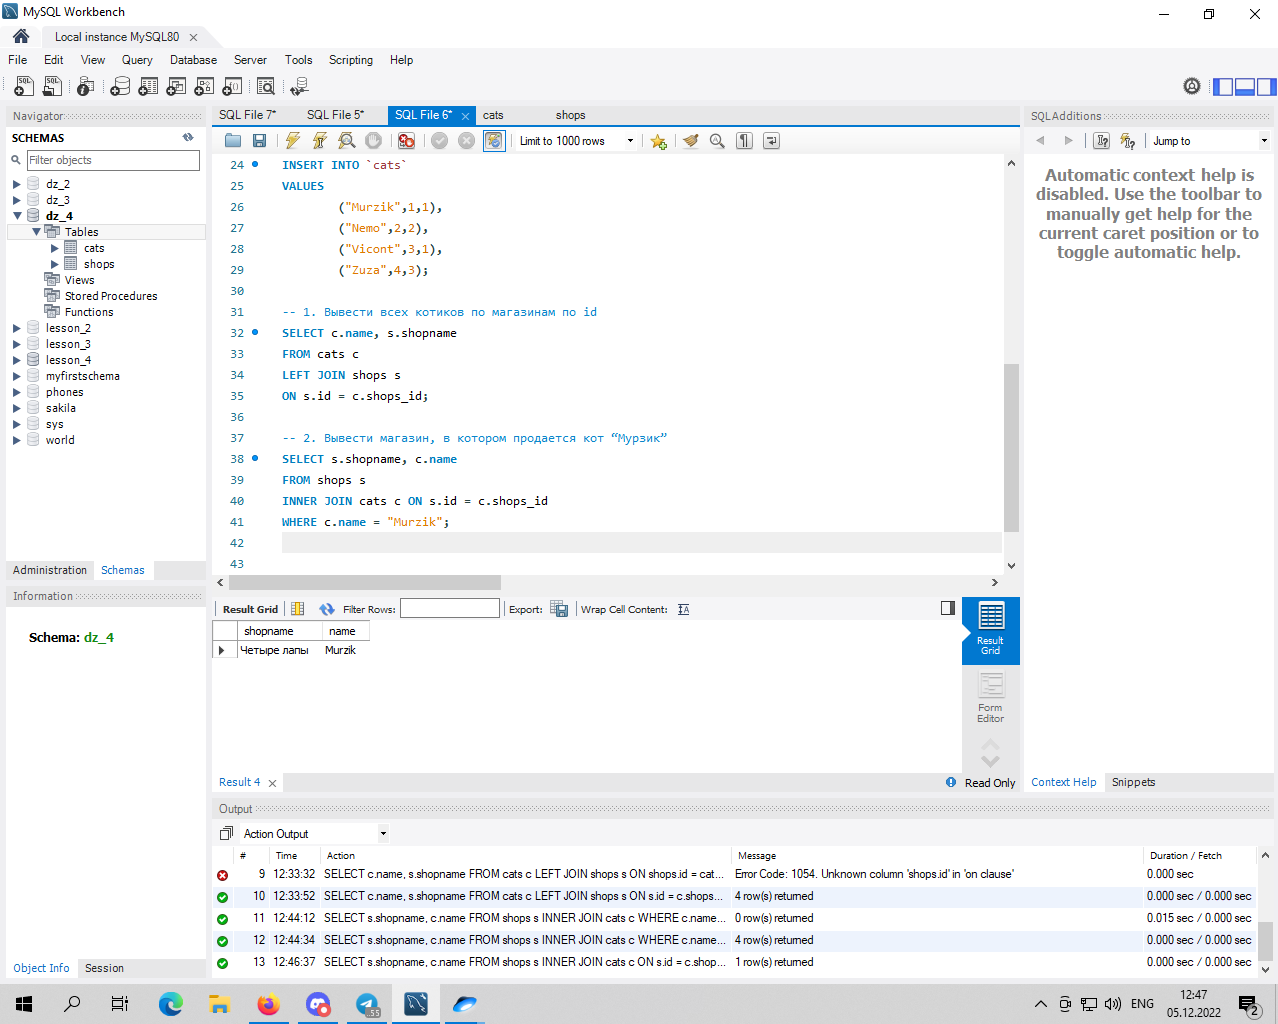 MySQL Workbench
Local instance MySQL80
File Edit View Query Database Server Tools Scripting Help
Navigator
SCHEMAS
Filter objects
dz_2
dz_3
dz_4
Tables
cats
shops
Views
Stored Procedures
Functions
lesson_2
lesson_3
lesson_4
myfirstschema
phones
sakila
sys
world
Administration Schemas
Information
Schema: dz_4
Object Info Session
SQL File 7* SQL File 5* SQL File 6* cats shops
Limit to 1000 rows
24 INSERT INTO `cats`
25 VALUES
26 ("Murzik",1,1),
27 ("Nemo",2,2),
28 ("Vicont",3,1),
29 ("Zuza",4,3);
30
31 -- 1. Вывести всех котиков по магазинам по id
32 SELECT c.name, s.shopname
33 FROM cats c
34 LEFT JOIN shops s
35 ON s.id = c.shops_id;
36
37 -- 2. Вывести магазин, в котором продается кот “Мурзик”
38 SELECT s.shopname, c.name
39 FROM shops s
40 INNER JOIN cats c ON s.id = c.shops_id
41 WHERE c.name = "Murzik";
42
43
Result Grid Filter Rows: Export: Wrap Cell Content:
shopname name
Четыре лапы Murzik
Result Grid
Form Editor
Result 4
Read Only
SQLAdditions
Jump to
Automatic context help is
disabled. Use the toolbar to
manually get help for the
current caret position or to
toggle automatic help.
Context Help Snippets
Output
Action Output
# Time Action Message Duration / Fetch
9 12:33:32 SELECT c.name, s.shopname FROM cats c LEFT JOIN shops s ON shops.id = cat... Error Code: 1054. Unknown column 'shops.id' in 'on clause' 0.000 sec
10 12:33:52 SELECT c.name, s.shopname FROM cats c LEFT JOIN shops s ON s.id = c.shops... 4 row(s) returned 0.000 sec / 0.000 sec
11 12:44:12 SELECT s.shopname, c.name FROM shops s INNER JOIN cats c WHERE c.name... 0 row(s) returned 0.015 sec / 0.000 sec
12 12:44:34 SELECT s.shopname, c.name FROM shops s INNER JOIN cats c WHERE c.name... 4 row(s) returned 0.000 sec / 0.000 sec
13 12:46:37 SELECT s.shopname, c.name FROM shops s INNER JOIN cats c ON s.id = c.shop... 1 row(s) returned 0.000 sec / 0.000 sec
55
ENG
12:47
05.12.2022
2